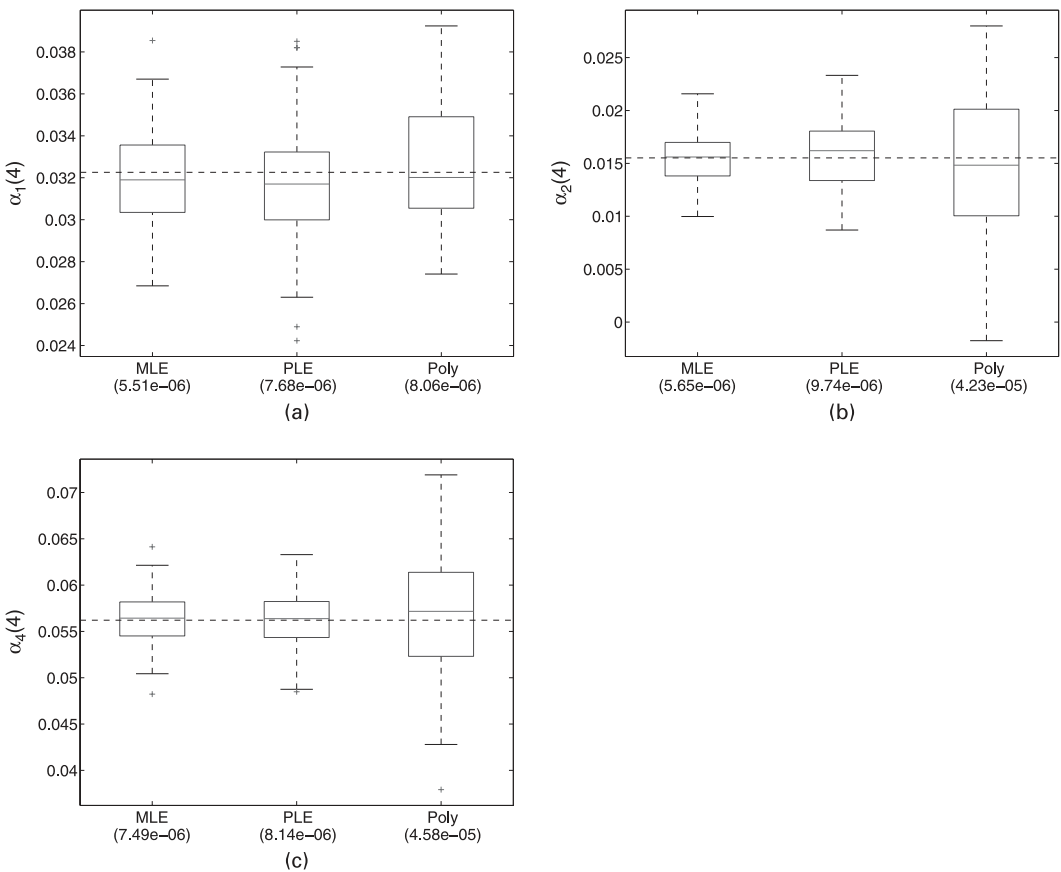 0.038
0.036
0.034
0.032
0.03
0.028
0.026
0.024
α₁(4)
MLE PLE Poly
(5.51e−06) (7.68e−06) (8.06e−06)
(a)
0.025
0.02
0.015
0.01
0.005
0
α₂(4)
MLE PLE Poly
(5.65e−06) (9.74e−06) (4.23e−05)
(b)
0.07
0.065
0.06
0.055
0.05
0.045
0.04
α₄(4)
MLE PLE Poly
(7.49e−06) (8.14e−06) (4.58e−05)
(c)